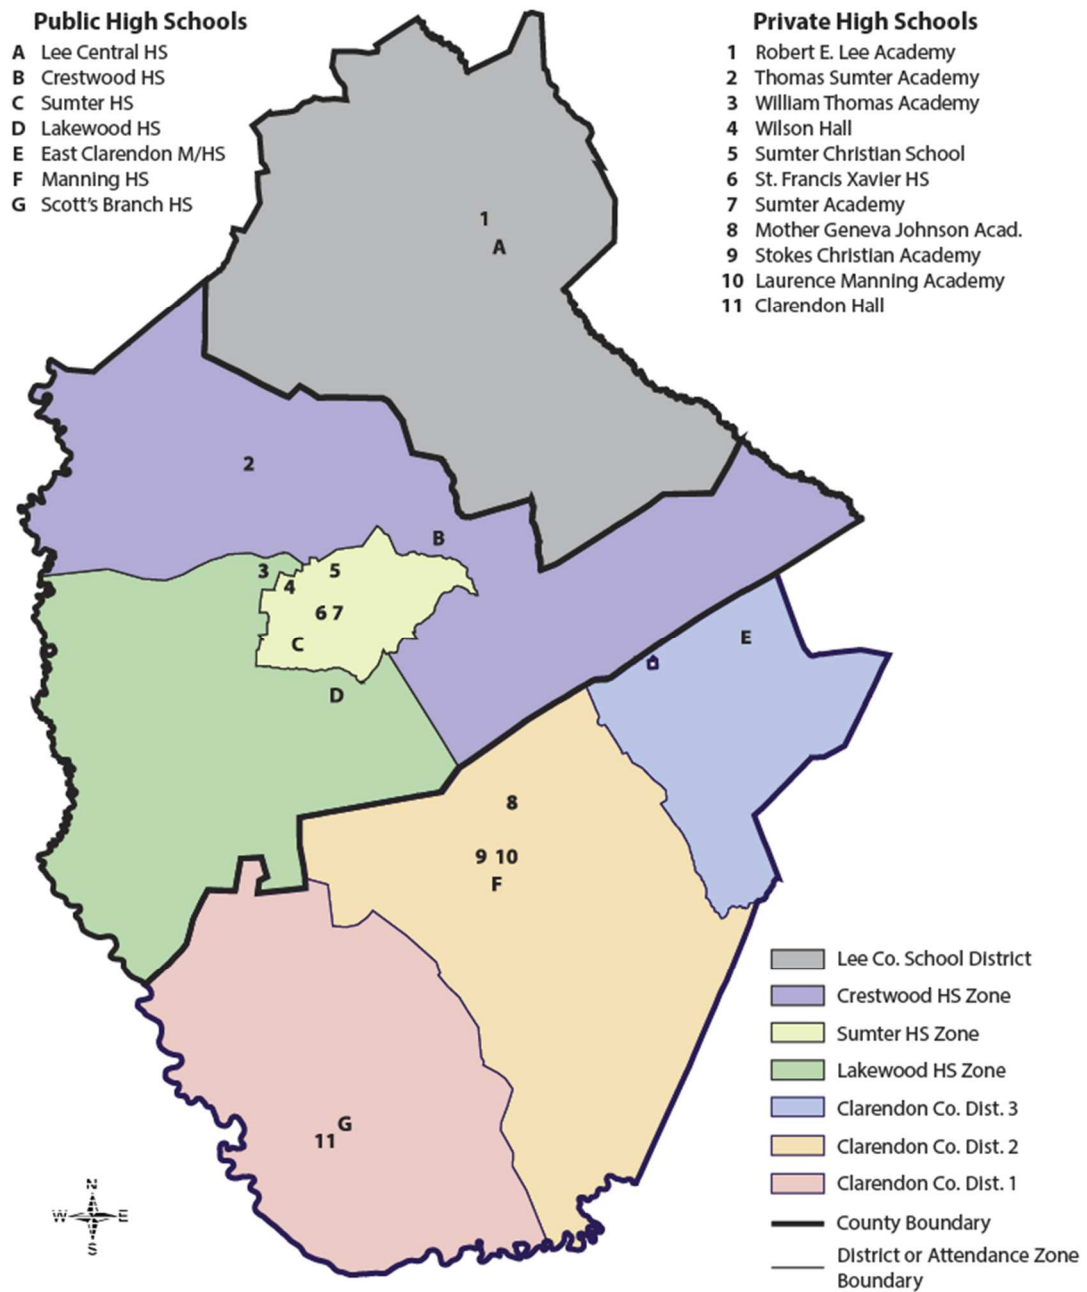 Public High Schools
A Lee Central HS
B Crestwood HS
C Sumter HS
D Lakewood HS
E East Clarendon M/HS
F Manning HS
G Scott's Branch HS
Private High Schools
1 Robert E. Lee Academy
2 Thomas Sumter Academy
3 William Thomas Academy
4 Wilson Hall
5 Sumter Christian School
6 St. Francis Xavier HS
7 Sumter Academy
8 Mother Geneva Johnson Acad.
9 Stokes Christian Academy
10 Laurence Manning Academy
11 Clarendon Hall
1
A
2
B
3
5
4
6 7
C
E
D
8
9 10
F
G
11
Lee Co. School District
Crestwood HS Zone
Sumter HS Zone
Lakewood HS Zone
Clarendon Co. Dist. 3
Clarendon Co. Dist. 2
Clarendon Co. Dist. 1
County Boundary
District or Attendance Zone
Boundary
N
W E
S